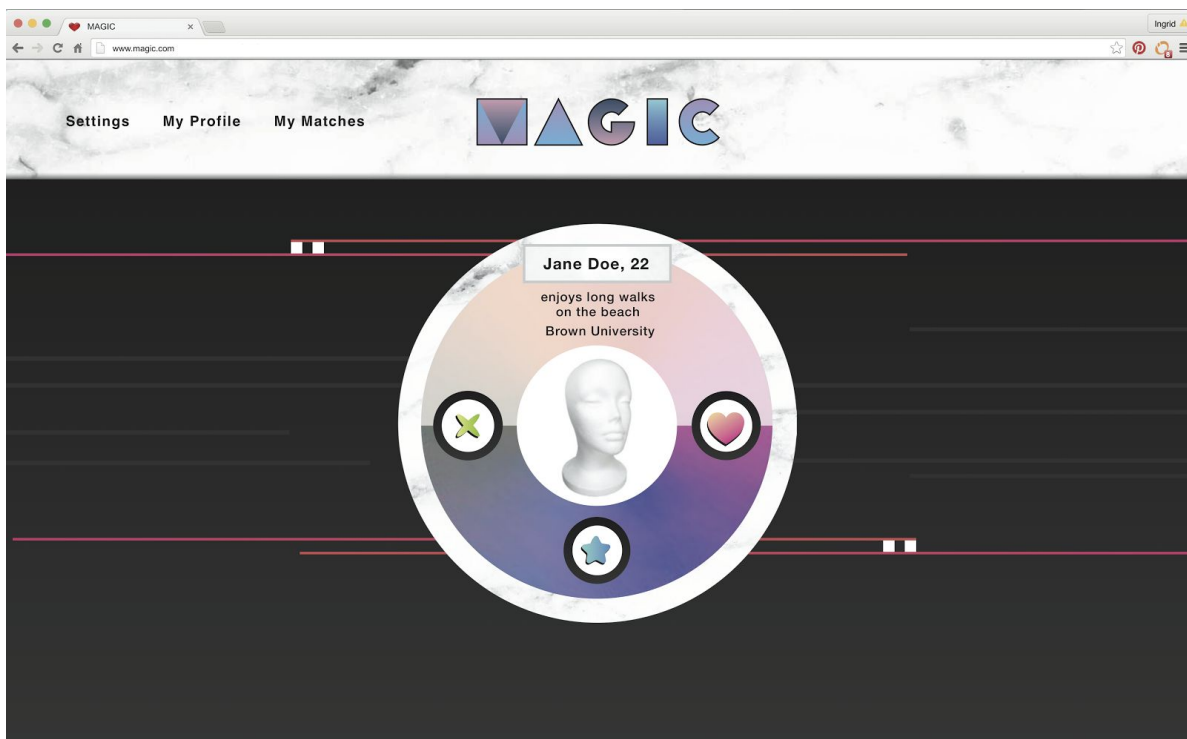 MAGIC
Ingrid
www.magic.com
6
Settings My Profile My Matches
MAGIC
Jane Doe, 22
enjoys long walks
on the beach
Brown University